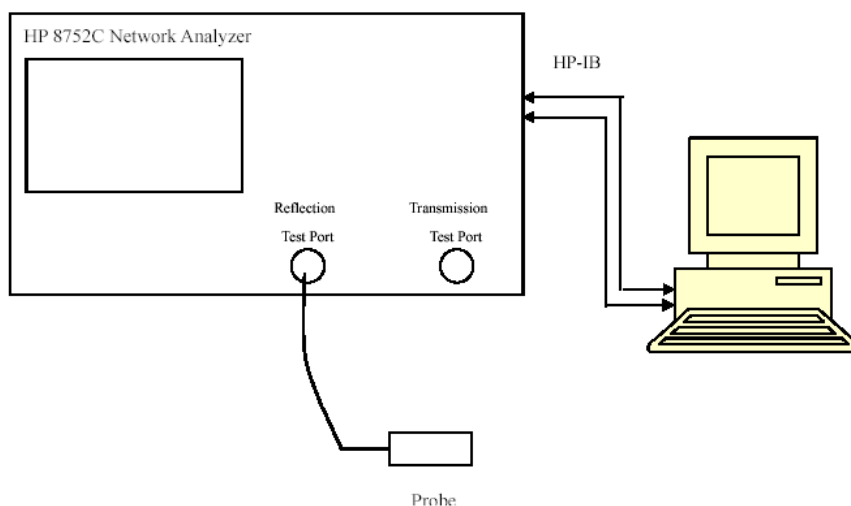 HP 8752C Network Analyzer
HP-IB
Reflection
Test Port
Transmission
Test Port
Probe